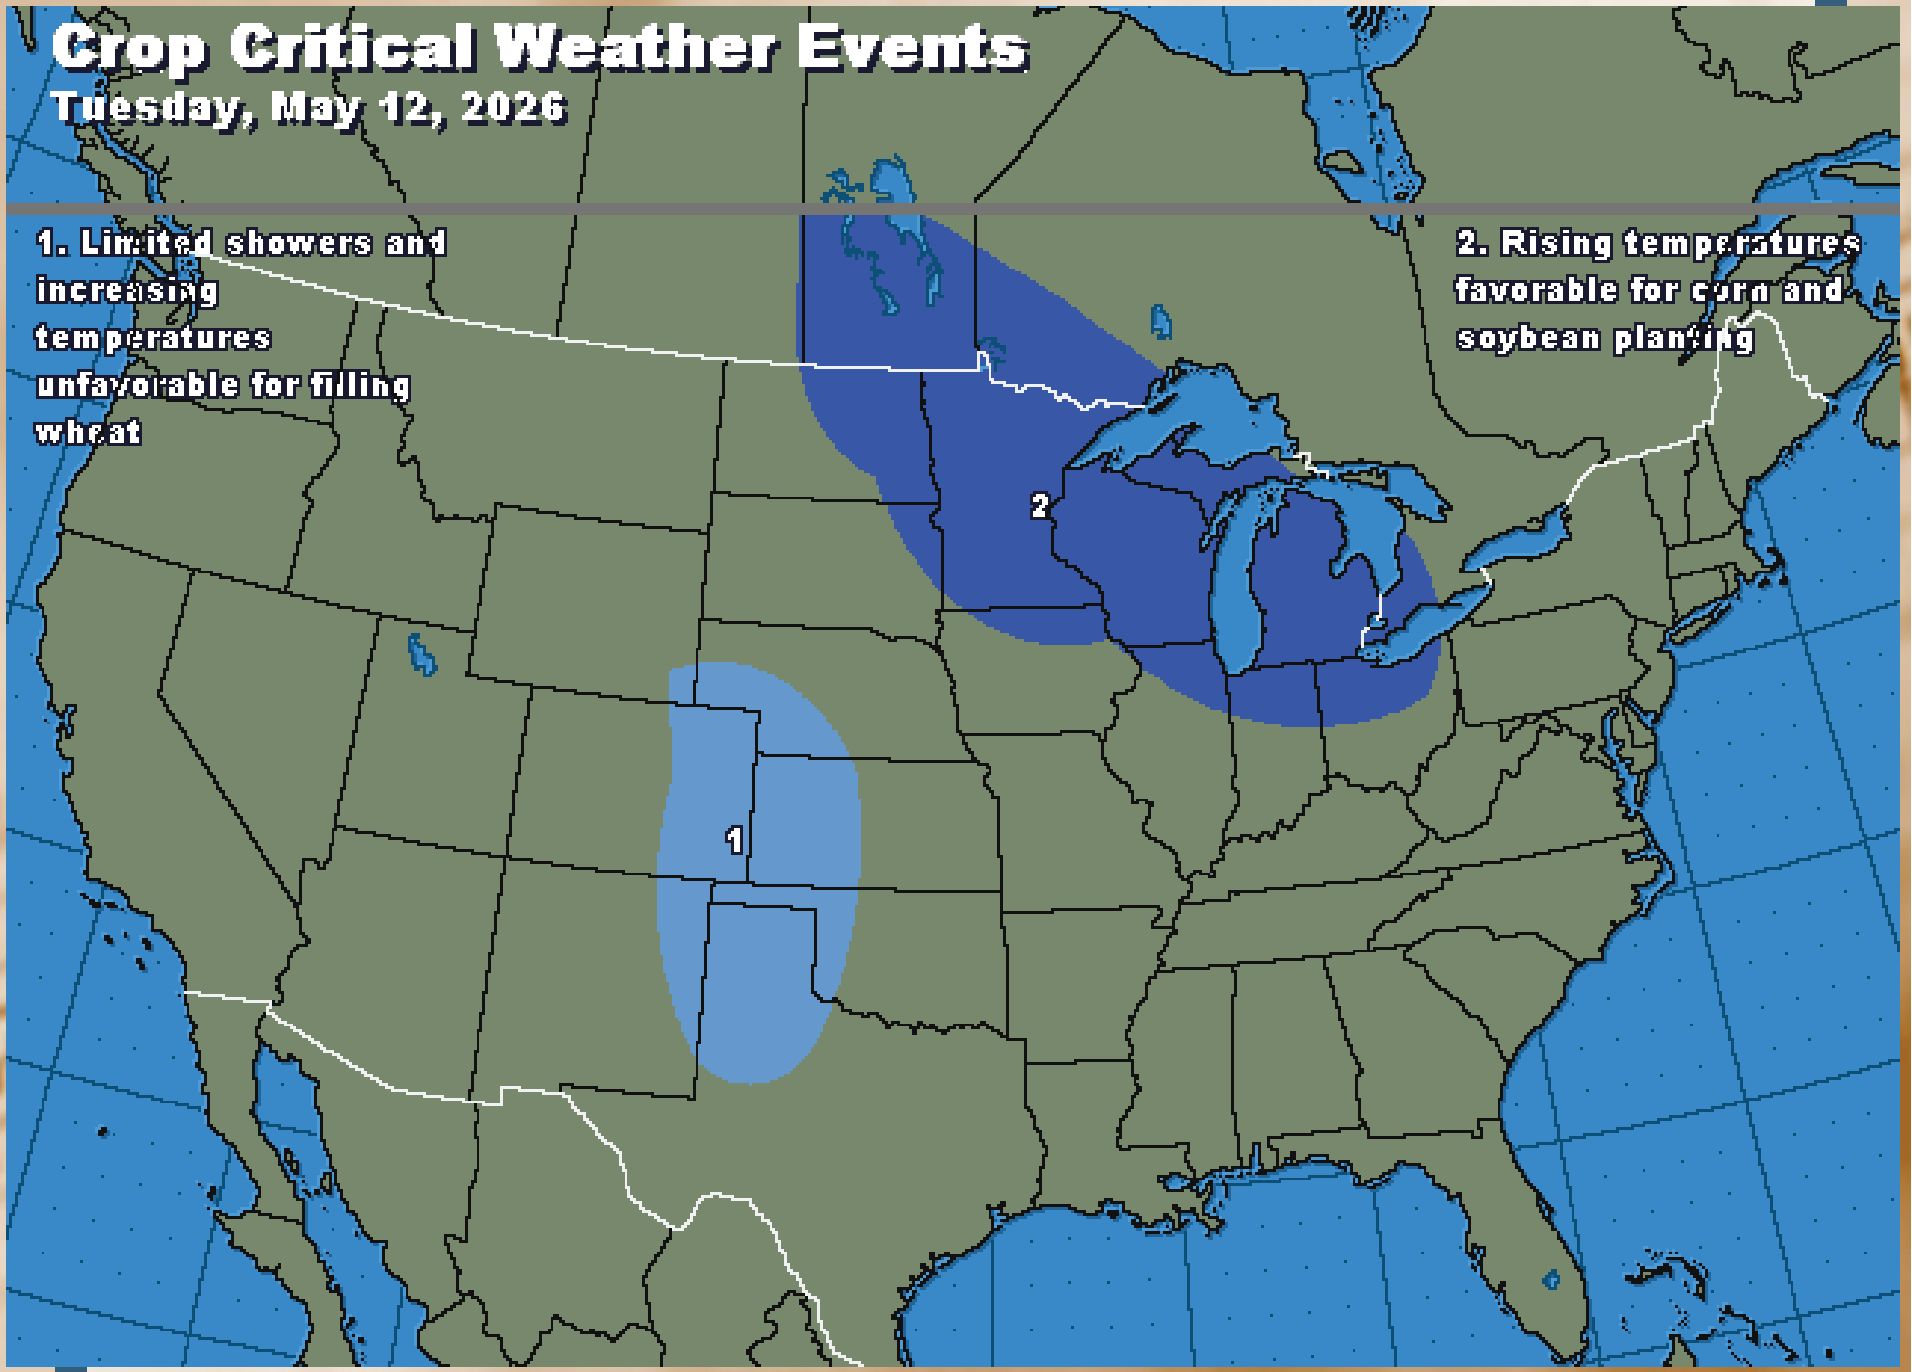 Crop Critical Weather Events
Tuesday, May 12, 2026
1. Limited showers and
increasing
temperatures
unfavorable for filling
wheat
2. Rising temperatures
favorable for corn and
soybean planting
2
1